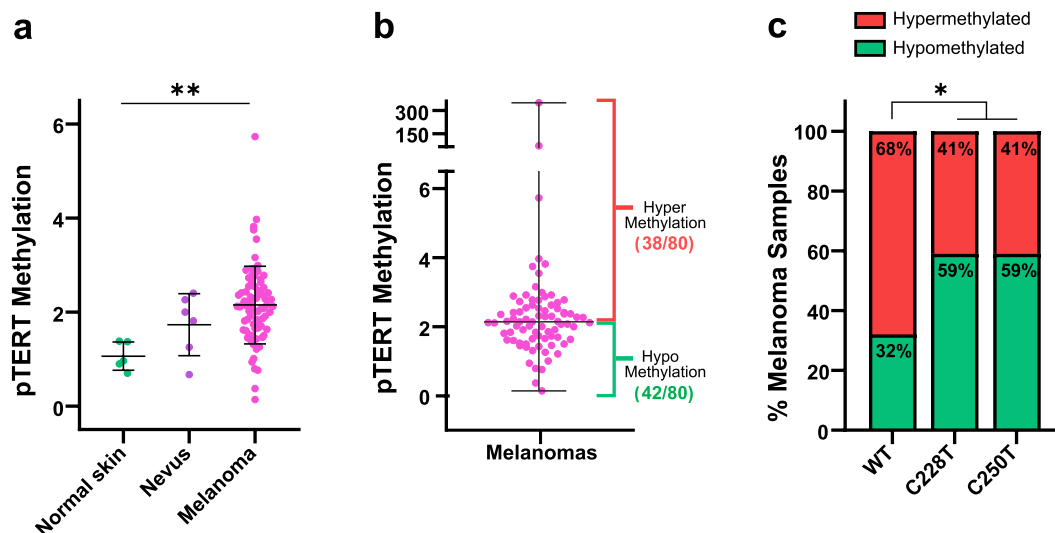 a
**
pTERT Methylation
6
4
2
0
Normal skin
Nevus
Melanoma
b
pTERT Methylation
300
150
6
4
2
0
Hyper
Methylation
(38/80)
Hypo
Methylation
(42/80)
Melanomas
c
Hypermethylated
Hypomethylated
*
% Melanoma Samples
100
80
60
40
20
0
68%
41%
41%
59%
59%
32%
WT
C228T
C250T